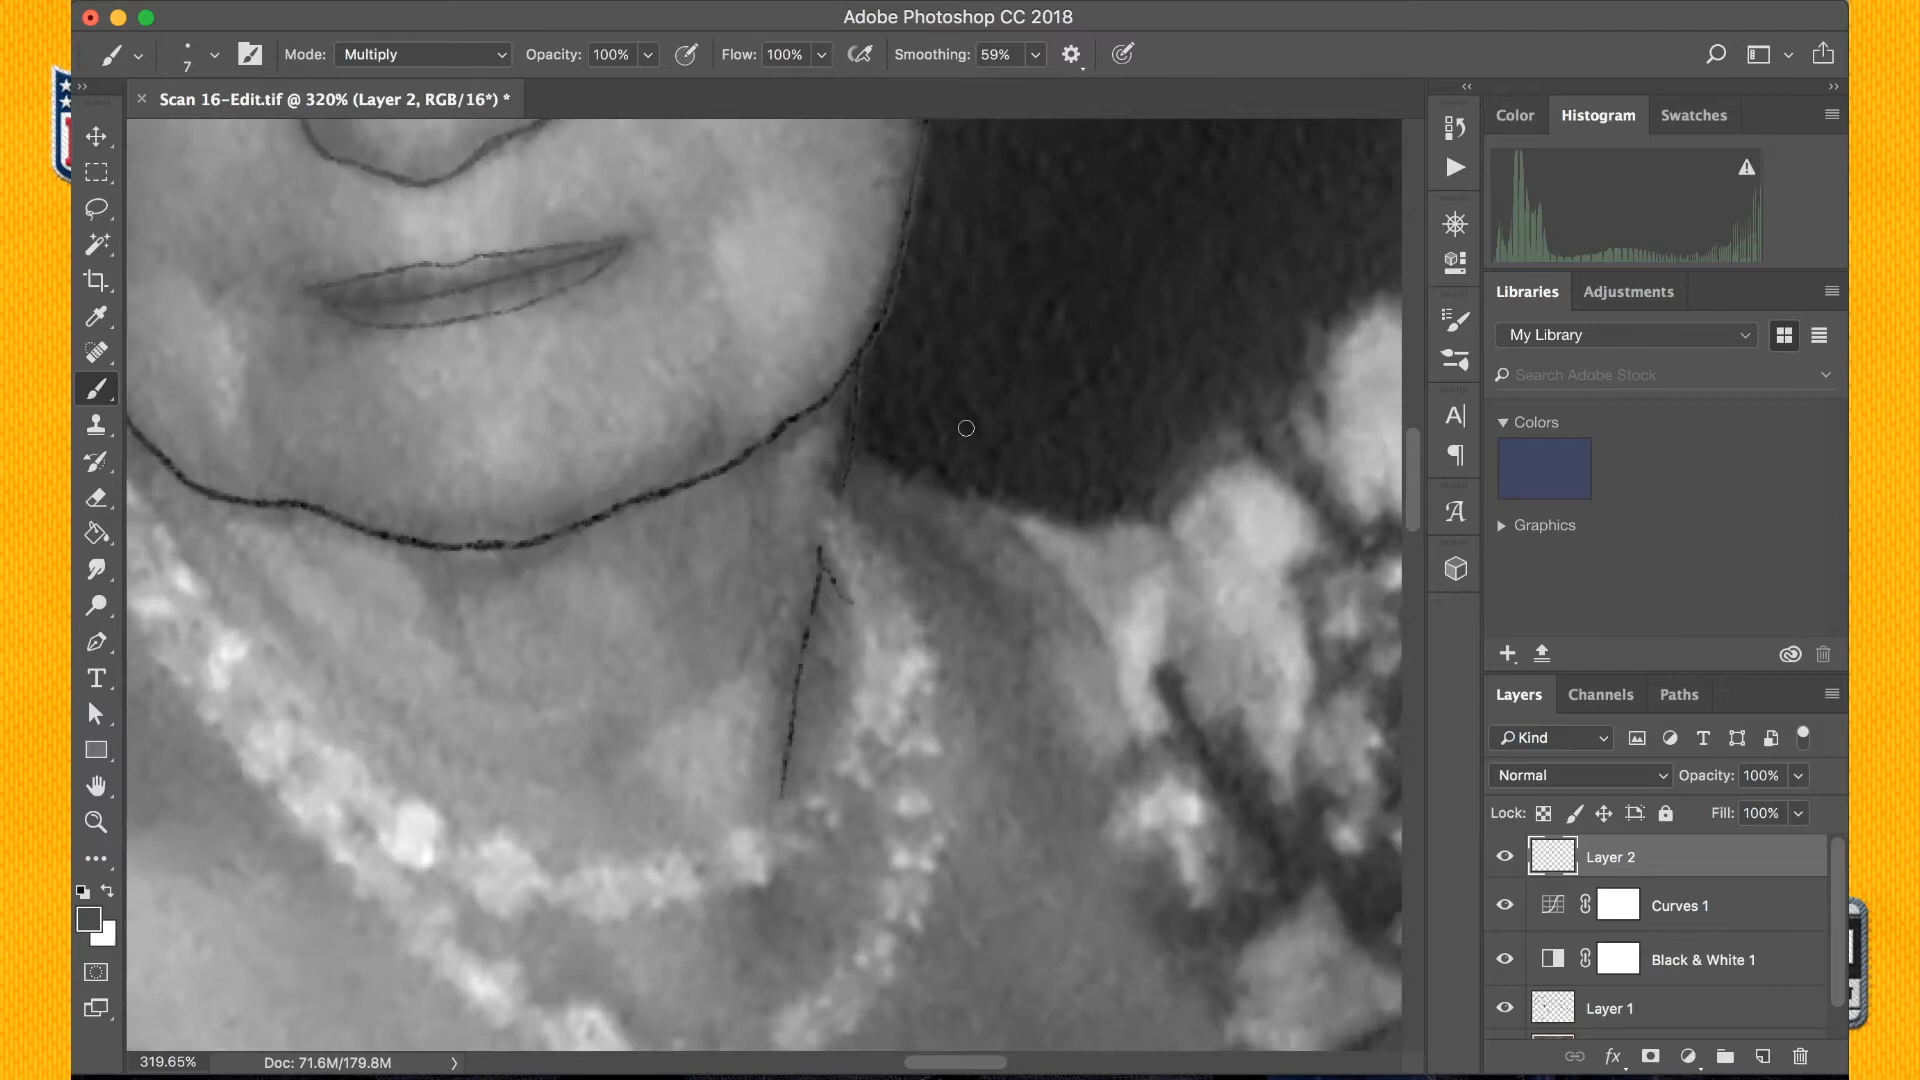 Adobe Photoshop CC 2018
7
Mode: Multiply
Opacity: 100%
Flow: 100%
Smoothing: 59%
× Scan 16-Edit.tif @ 320% (Layer 2, RGB/16*) *
Color
Histogram
Swatches
Libraries
Adjustments
My Library
Search Adobe Stock
Colors
Graphics
Layers
Channels
Paths
Kind
Normal
Opacity: 100%
Lock:
Fill: 100%
Layer 2
Curves 1
Black & White 1
Layer 1
319.65%
Doc: 71.6M/179.8M